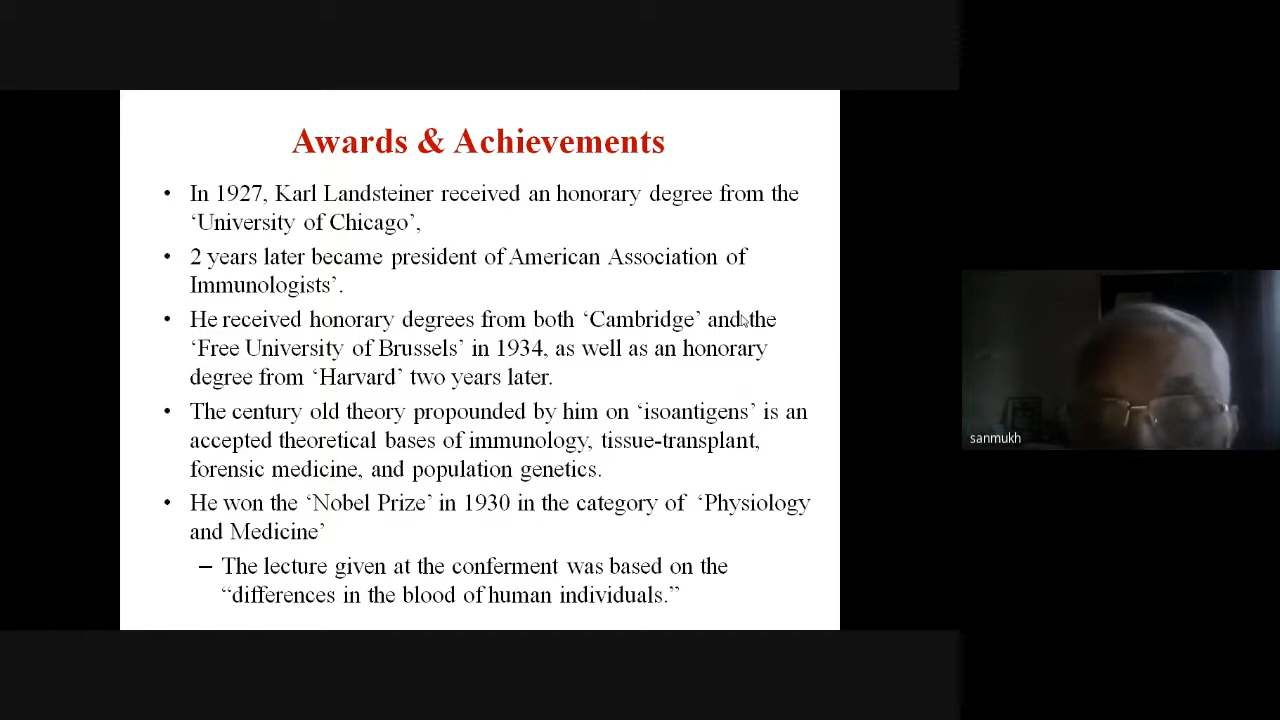 Awards & Achievements
• In 1927, Karl Landsteiner received an honorary degree from the
‘University of Chicago’,
• 2 years later became president of American Association of
Immunologists’.
• He received honorary degrees from both ‘Cambridge’ and the
‘Free University of Brussels’ in 1934, as well as an honorary
degree from ‘Harvard’ two years later.
• The century old theory propounded by him on ‘isoantigens’ is an
accepted theoretical bases of immunology, tissue-transplant,
forensic medicine, and population genetics.
• He won the ‘Nobel Prize’ in 1930 in the category of ‘Physiology
and Medicine’
– The lecture given at the conferment was based on the
“differences in the blood of human individuals.”
sanmukh